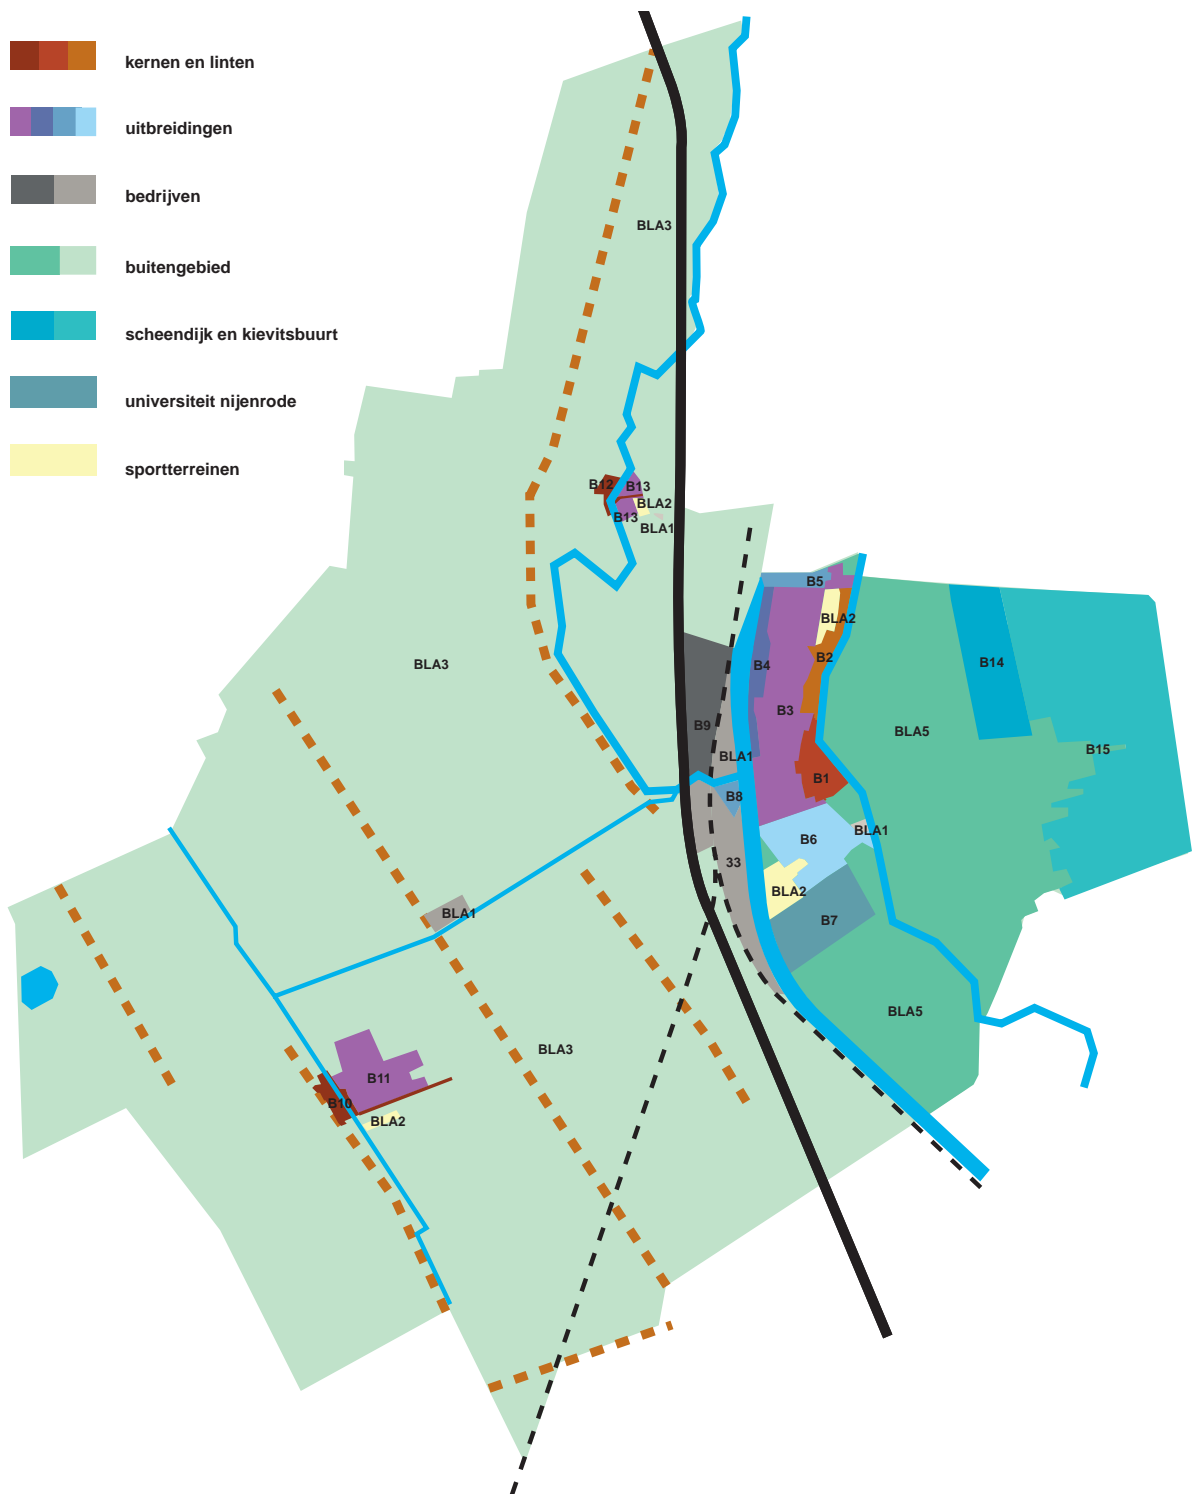 kernen en linten
uitbreidingen
bedrijven
buitengebied
scheendijk en kievitsbuurt
universiteit nijenrode
sportterreinen
BLA3
B12
B13
BLA2
B13
BLA1
B5
BLA2
B2
B4
BLA3
B14
B3
B9
BLA5
B15
BLA1
B1
B8
BLA1
B6
33
BLA2
BLA1
B7
BLA5
BLA3
B11
B10
BLA2